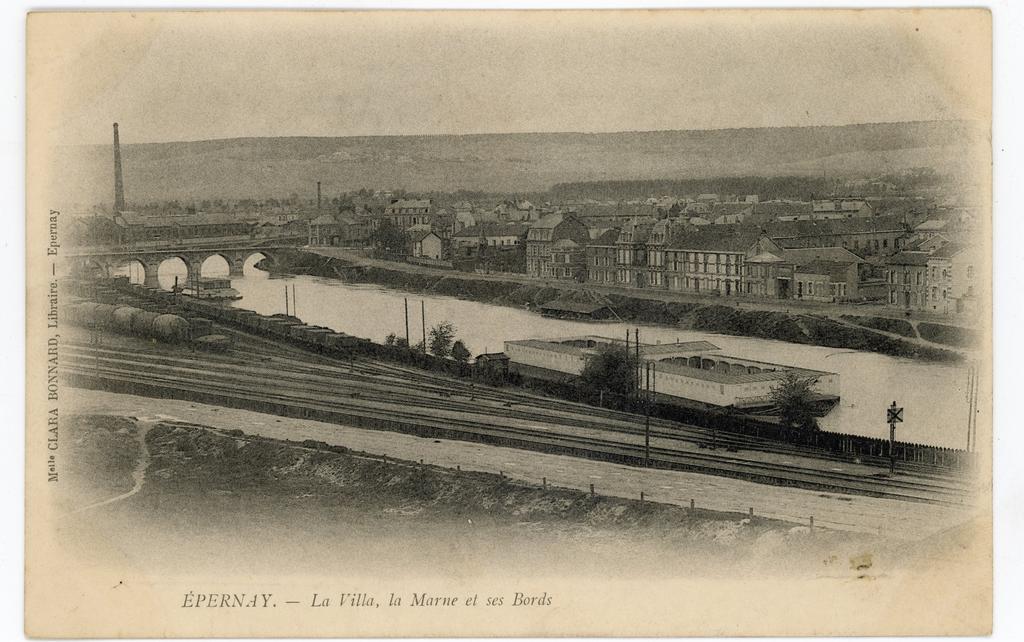 Melle CLARA BONNARD, Libraire. — Epernay
ÉPERNAY. — La Villa, la Marne et ses Bords